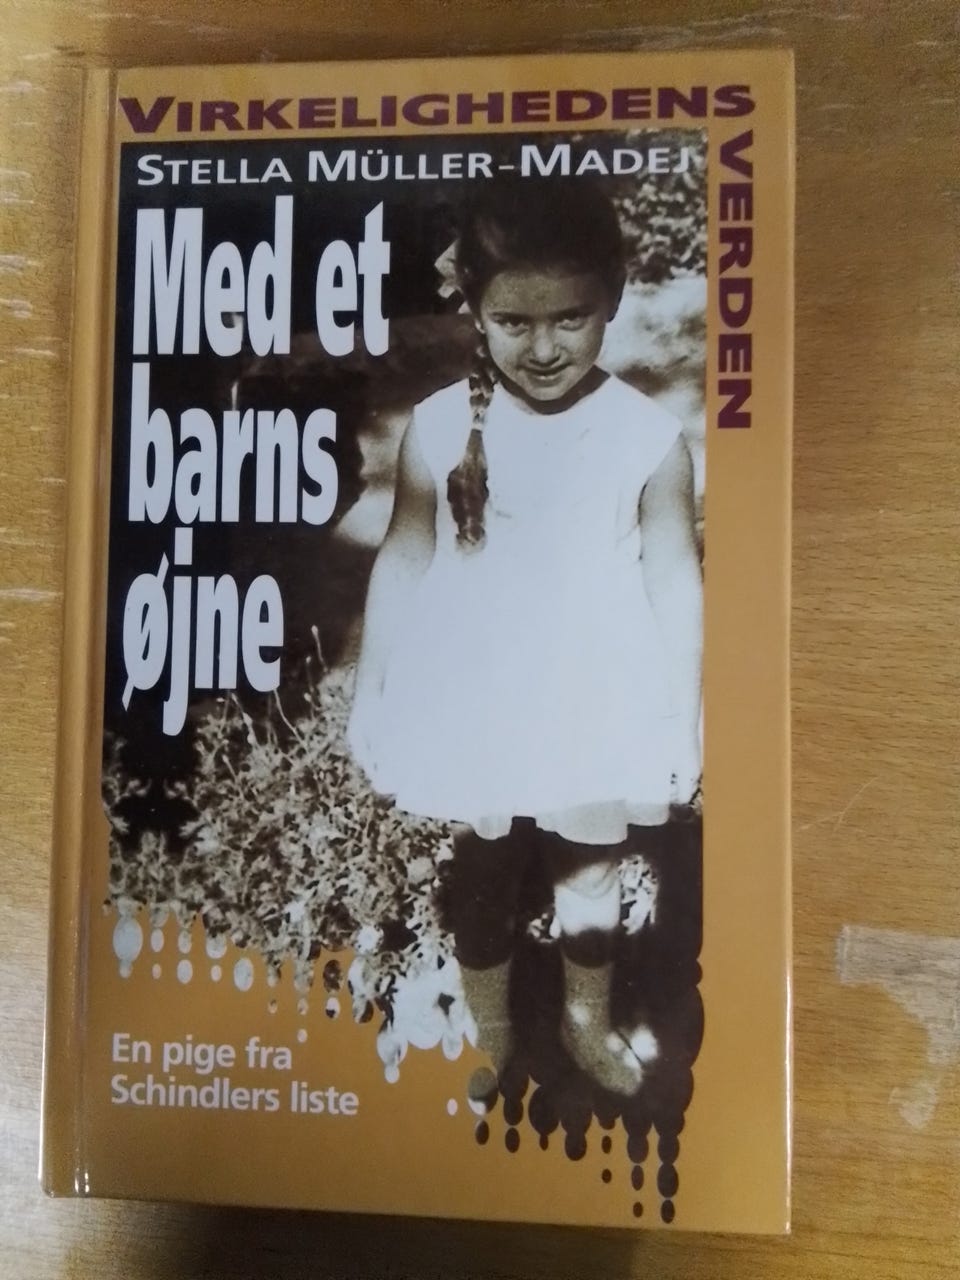 VIRKELIGHEDENS
VERDEN
STELLA MÜLLER-MADEJ
Med et
barns
øjne
En pige fra
Schindlers liste